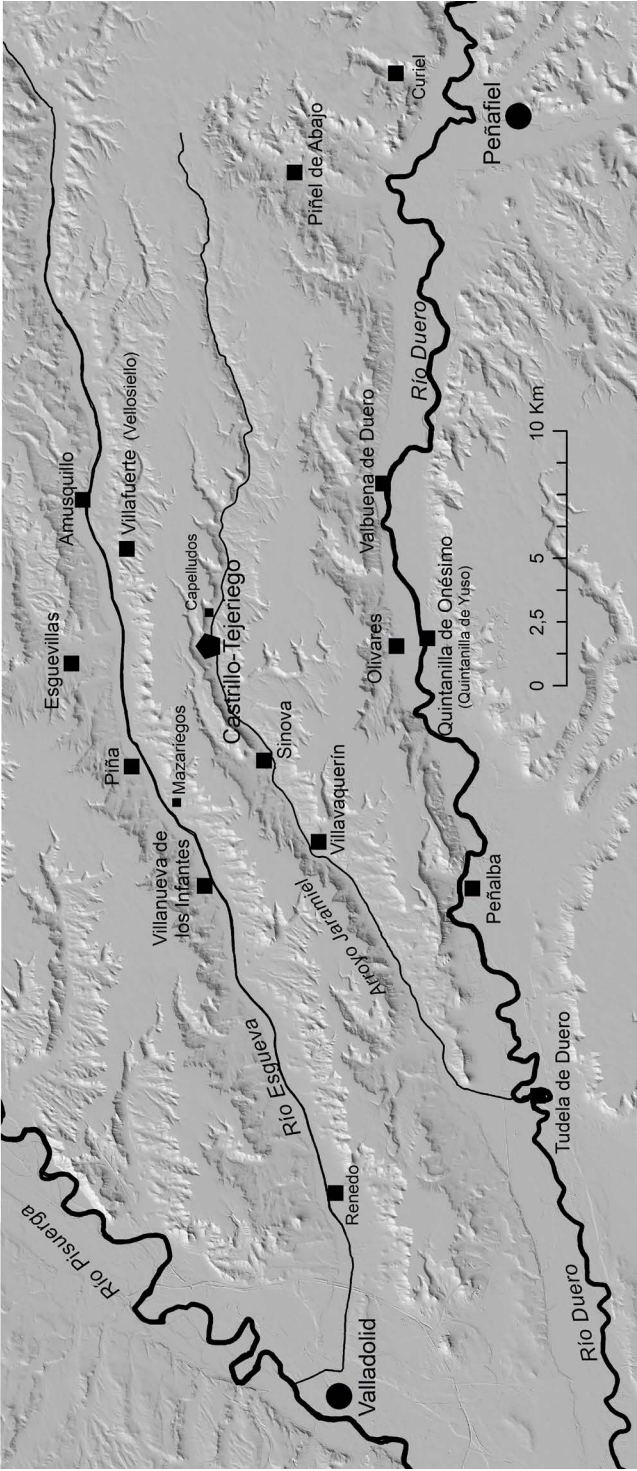 Río Pisuerga
Valladolid
Renedo
Río Esgueva
Villanueva de
los Infantes
Mazariegos
Piña
Esguevillas
Amusquillo
Villafuerte (Vellosiello)
Capelludos
Castrillo-Tejeriego
Sinova
Villavaquerín
Arroyo Jaramiel
Piñel de Abajo
Curiel
Peñafiel
Río Duero
Valbuena de Duero
Olivares
Quintanilla de Onésimo
(Quintanilla de Yuso)
Peñalba
Tudela de Duero
Río Duero
0 2,5 5 10 Km